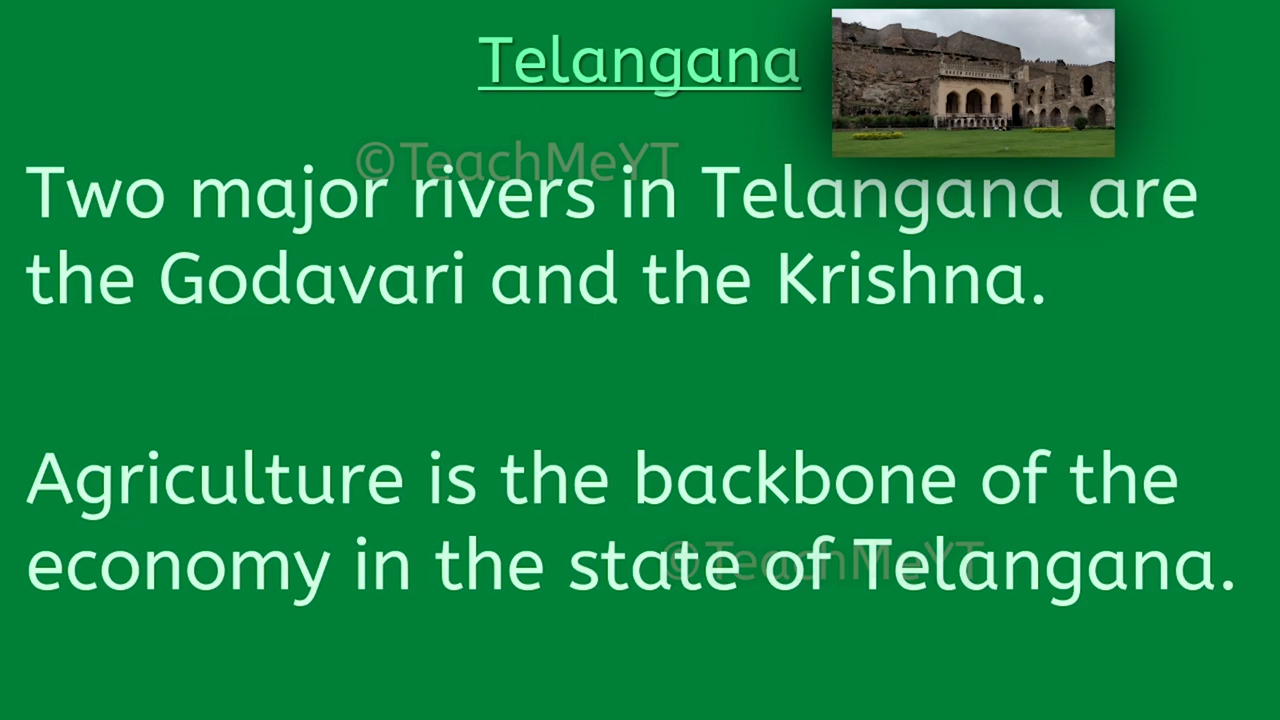 Telangana
©TeachMeYT
Two major rivers in Telangana are
the Godavari and the Krishna.
Agriculture is the backbone of the
economy in the state of Telangana.
©TeachMeYT